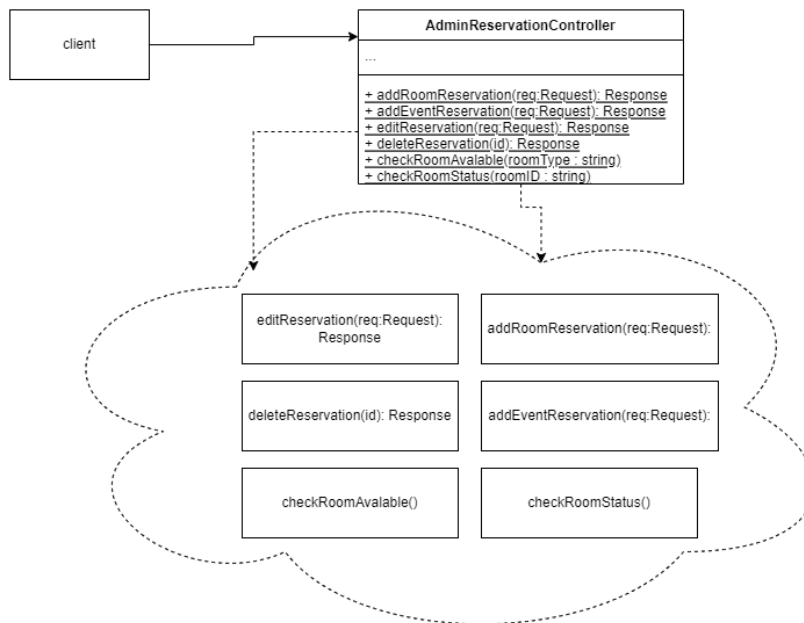 client
AdminReservationController
...
+ addRoomReservation(req:Request): Response
+ addEventReservation(req:Request): Response
+ editReservation(req:Request): Response
+ deleteReservation(id): Response
+ checkRoomAvalable(roomType : string)
+ checkRoomStatus(roomID : string)
editReservation(req:Request):
Response
addRoomReservation(req:Request):
deleteReservation(id): Response
addEventReservation(req:Request):
checkRoomAvalable()
checkRoomStatus()